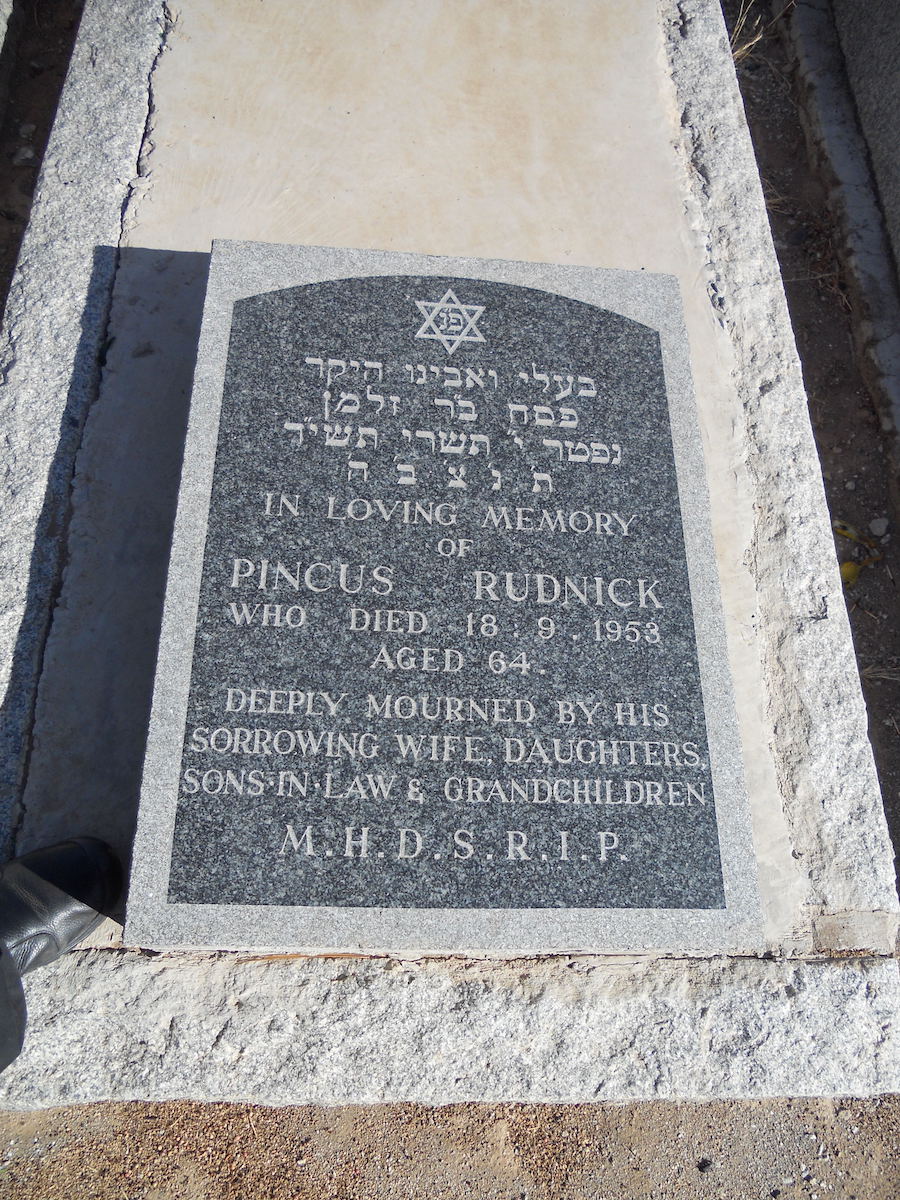 פנ
בעלי ואבינו היקר
פסח בר זלמן
נפטר י' תשרי תשי"ד
ת' נ' צ' ב' ה'
IN LOVING MEMORY
OF
PINCUS RUDNICK
WHO DIED 18.9.1953
AGED 64.
DEEPLY MOURNED BY HIS
SORROWING WIFE, DAUGHTERS,
SONS-IN-LAW & GRANDCHILDREN
M.H.D.S.R.I.P.